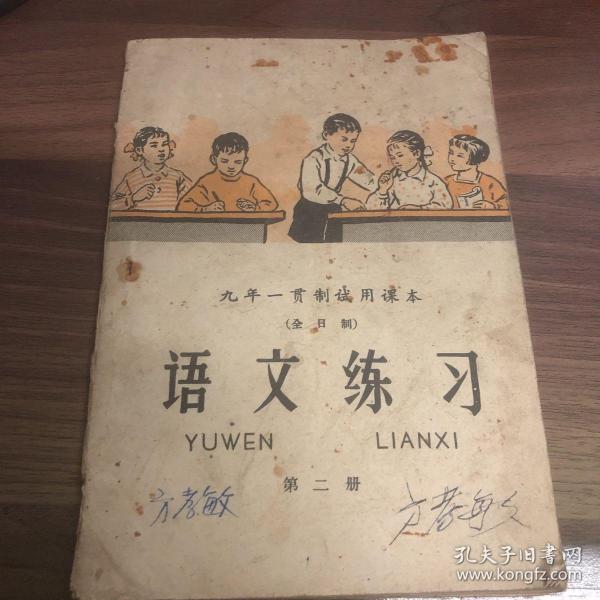 九年一贯制试用课本
(全日制)
语文练习
YUWEN LIANXI
第二册
方孝敏
方孝敏
孔夫子旧书网
www.kongfz.com